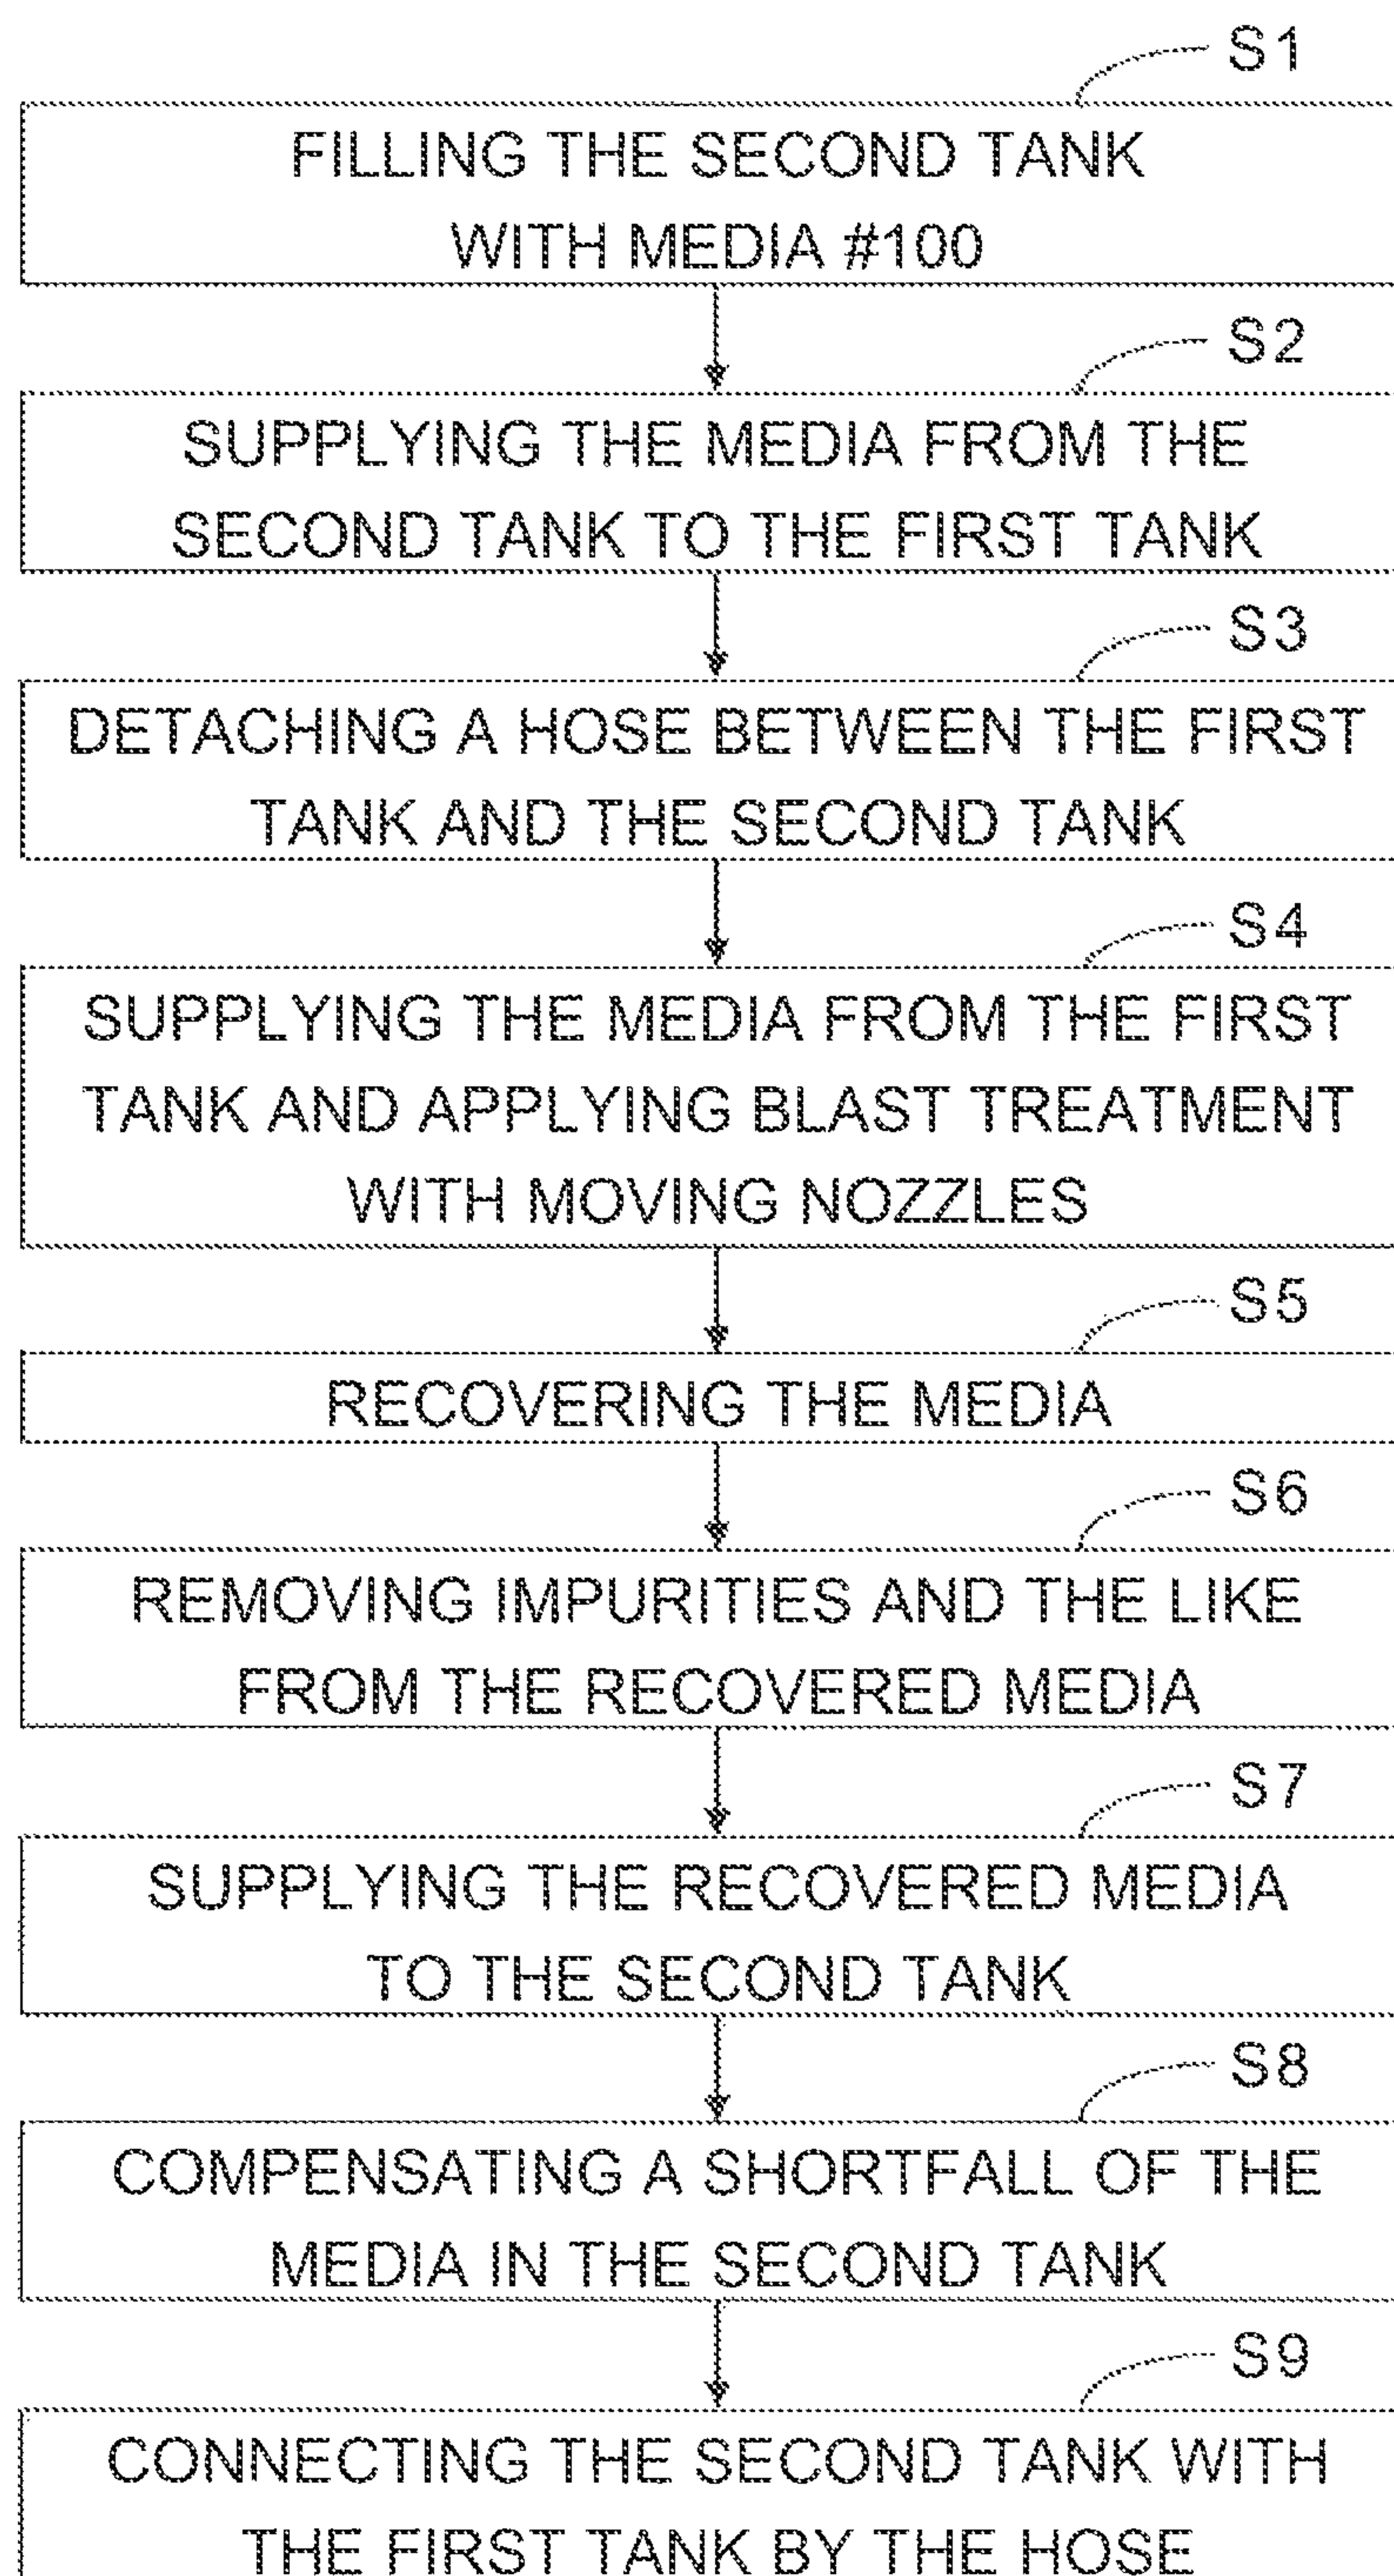 S1
FILLING THE SECOND TANK
WITH MEDIA #100
S2
SUPPLYING THE MEDIA FROM THE
SECOND TANK TO THE FIRST TANK
S3
DETACHING A HOSE BETWEEN THE FIRST
TANK AND THE SECOND TANK
S4
SUPPLYING THE MEDIA FROM THE FIRST
TANK AND APPLYING BLAST TREATMENT
WITH MOVING NOZZLES
S5
RECOVERING THE MEDIA
S6
REMOVING IMPURITIES AND THE LIKE
FROM THE RECOVERED MEDIA
S7
SUPPLYING THE RECOVERED MEDIA
TO THE SECOND TANK
S8
COMPENSATING A SHORTFALL OF THE
MEDIA IN THE SECOND TANK
S9
CONNECTING THE SECOND TANK WITH
THE FIRST TANK BY THE HOSE